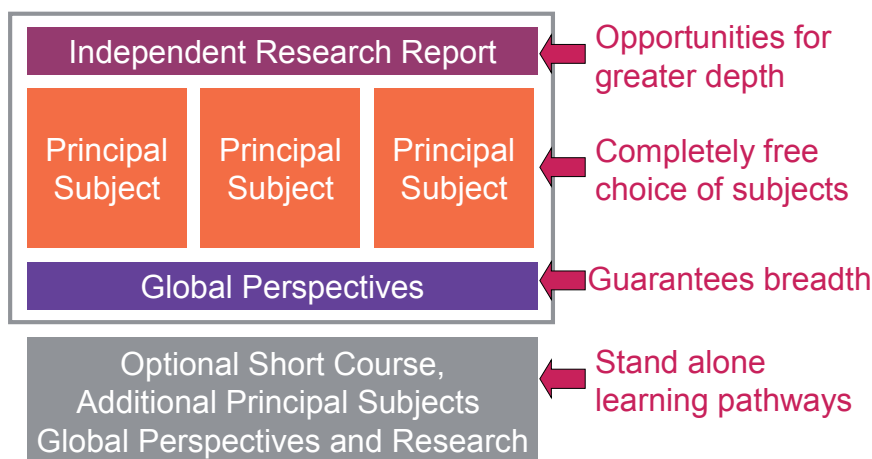 Independent Research Report
Opportunities for
greater depth
Principal
Subject
Principal
Subject
Principal
Subject
Completely free
choice of subjects
Global Perspectives
Guarantees breadth
Optional Short Course,
Additional Principal Subjects
Global Perspectives and Research
Stand alone
learning pathways